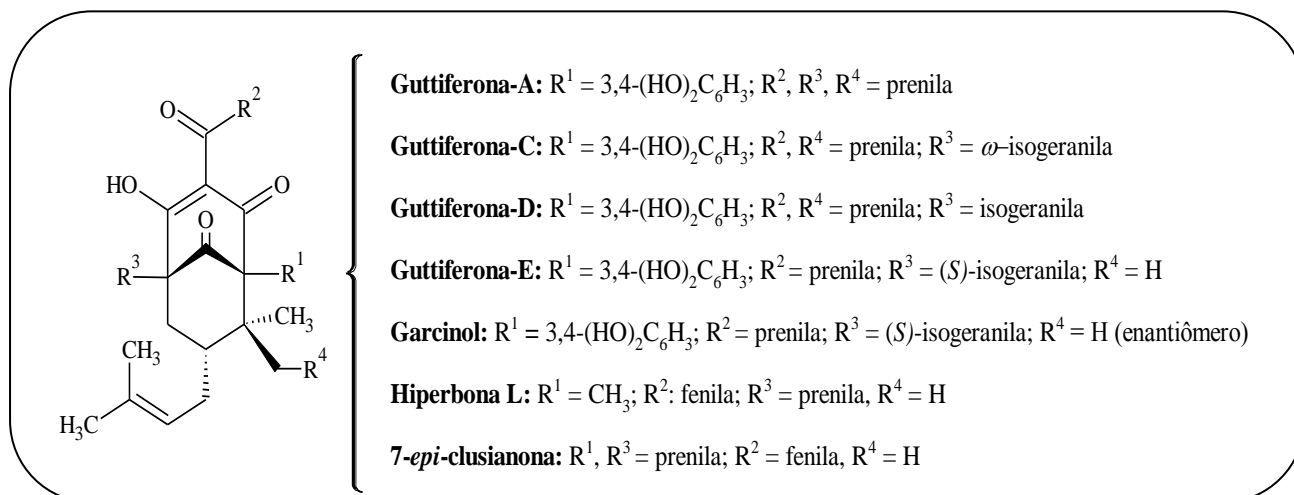 Guttiferona-A: R¹ = 3,4-(HO)₂C₆H₃; R², R³, R⁴ = prenila
Guttiferona-C: R¹ = 3,4-(HO)₂C₆H₃; R², R⁴ = prenila; R³ = ω–isogeranila
Guttiferona-D: R¹ = 3,4-(HO)₂C₆H₃; R², R⁴ = prenila; R³ = isogeranila
Guttiferona-E: R¹ = 3,4-(HO)₂C₆H₃; R² = prenila; R³ = (S)-isogeranila; R⁴ = H
Garcinol: R¹ = 3,4-(HO)₂C₆H₃; R² = prenila; R³ = (S)-isogeranila; R⁴ = H (enantiômero)
Hiperbona L: R¹ = CH₃; R²: fenila; R³ = prenila, R⁴ = H
7-epi-clusianona: R¹, R³ = prenila; R² = fenila, R⁴ = H
R²
O
HO
O
O
R³
R¹
CH₃
R⁴
CH₃
H₃C